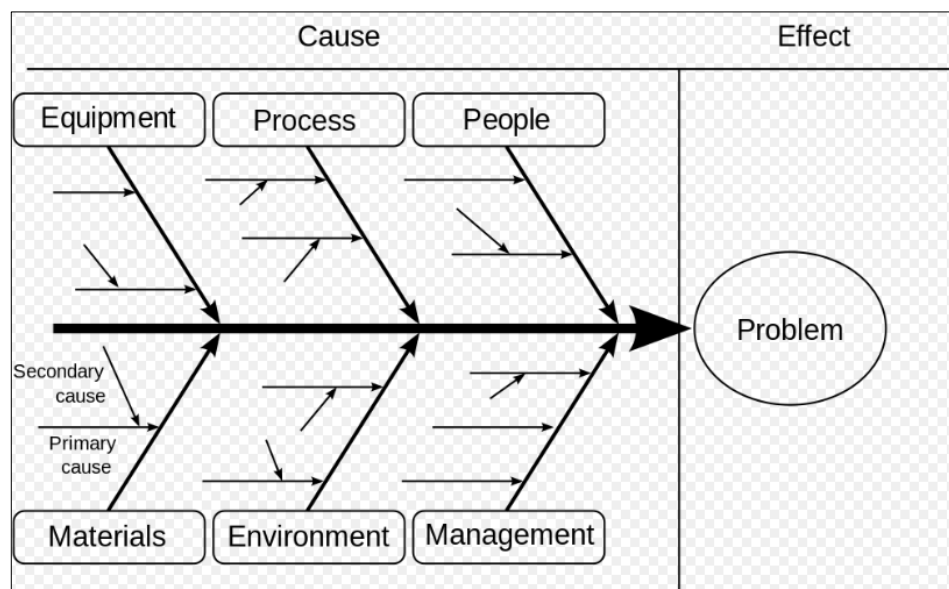 Cause
Effect
Equipment
Process
People
Problem
Secondary
cause
Primary
cause
Materials
Environment
Management